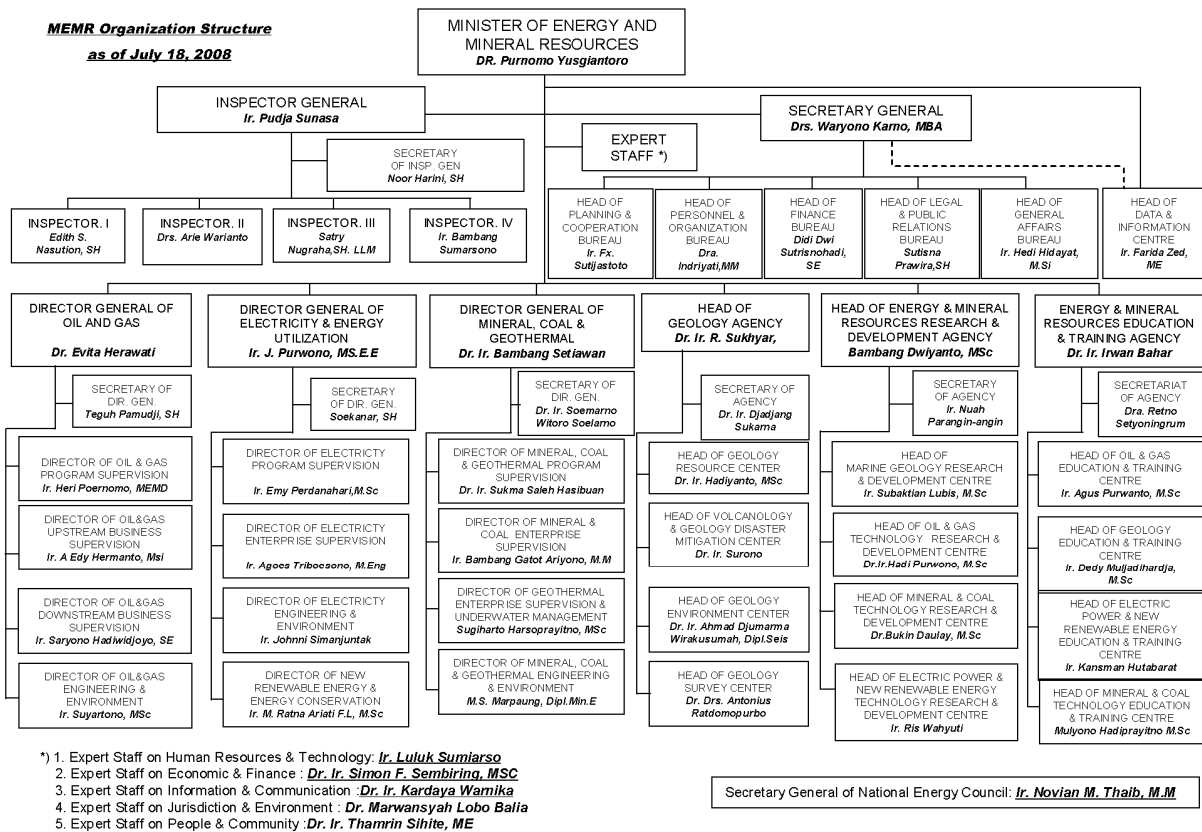 MEMR Organization Structure
as of July 18, 2008
MINISTER OF ENERGY AND
MINERAL RESOURCES
DR. Purnomo Yusgiantoro
INSPECTOR GENERAL
Ir. Pudja Sunasa
SECRETARY GENERAL
Drs. Waryono Karno, MBA
EXPERT
STAFF *)
SECRETARY
OF INSP. GEN
Noor Harini, SH
INSPECTOR. I
Edith S.
Nasution, SH
INSPECTOR. II
Drs. Arie Warianto
INSPECTOR. III
Satry
Nugraha,SH. LLM
INSPECTOR. IV
Ir. Bambang
Sumarsono
HEAD OF
PLANNING &
COOPERATION
BUREAU
Ir. Fx.
Sutijastoto
HEAD OF
PERSONNEL &
ORGANIZATION
BUREAU
Dra.
Indriyati,MM
HEAD OF
FINANCE
BUREAU
Didi Dwi
Sutrisnohadi,
SE
HEAD OF LEGAL
& PUBLIC
RELATIONS
BUREAU
Sutisna
Prawira,SH
HEAD OF
GENERAL
AFFAIRS
BUREAU
Ir. Hedi Hidayat,
M.Si
HEAD OF
DATA &
INFORMATION
CENTRE
Ir. Farida Zed,
ME
DIRECTOR GENERAL OF
OIL AND GAS
Dr. Evita Herawati
DIRECTOR GENERAL OF
ELECTRICITY & ENERGY
UTILIZATION
Ir. J. Purwono, MS.E.E
DIRECTOR GENERAL OF
MINERAL, COAL &
GEOTHERMAL
Dr. Ir. Bambang Setiawan
HEAD OF
GEOLOGY AGENCY
Dr. Ir. R. Sukhyar,
HEAD OF ENERGY & MINERAL
RESOURCES RESEARCH &
DEVELOPMENT AGENCY
Bambang Dwiyanto, MSc
ENERGY & MINERAL
RESOURCES EDUCATION
& TRAINING AGENCY
Dr. Ir. Irwan Bahar
SECRETARY OF
DIR. GEN.
Teguh Pamudji, SH
SECRETARY
OF DIR. GEN.
Soekanar, SH
SECRETARY OF
DIR. GEN.
Dr. Ir. Soemarno
Witoro Soelarno
SECRETARY OF
AGENCY
Dr. Ir. Djadjang
Sukarna
SECRETARY
OF AGENCY
Ir. Nuah
Parangin-angin
SECRETARIAT
OF AGENCY
Dra. Retno
Setyoningrum
DIRECTOR OF OIL & GAS
PROGRAM SUPERVISION
Ir. Heri Poernomo, MEMD
DIRECTOR OF ELECTRICTY
PROGRAM SUPERVISION
Ir. Emy Perdanahari,M.Sc
DIRECTOR OF MINERAL, COAL
& GEOTHERMAL PROGRAM
SUPERVISION
Dr. Ir. Sukma Saleh Hasibuan
HEAD OF GEOLOGY
RESOURCE CENTER
Dr. Ir. Hadiyanto, MSc
HEAD OF
MARINE GEOLOGY RESEARCH
& DEVELOPMENT CENTRE
Ir. Subaktian Lubis, M.Sc
HEAD OF OIL & GAS
EDUCATION & TRAINING
CENTRE
Ir. Agus Purwanto, M.Sc
DIRECTOR OF OIL&GAS
UPSTREAM BUSINESS
SUPERVISION
Ir. A Edy Hermanto, Msi
DIRECTOR OF ELECTRICTY
ENTERPRISE SUPERVISION
Ir. Agoes Triboesono, M.Eng
DIRECTOR OF MINERAL &
COAL ENTERPRISE
SUPERVISION
Ir. Bambang Gatot Ariyono, M.M
HEAD OF VOLCANOLOGY
& GEOLOGY DISASTER
MITIGATION CENTER
Dr. Ir. Surono
HEAD OF OIL & GAS
TECHNOLOGY RESEARCH &
DEVELOPMENT CENTRE
Dr.Ir.Hadi Purwono, M.Sc
HEAD OF GEOLOGY
EDUCATION & TRAINING
CENTRE
Ir. Dedy Muljadihardja,
M.Sc
DIRECTOR OF OIL&GAS
DOWNSTREAM BUSINESS
SUPERVISION
Ir. Saryono Hadiwidjoyo, SE
DIRECTOR OF ELECTRICTY
ENGINEERING &
ENVIRONMENT
Ir. Johnni Simanjuntak
DIRECTOR OF GEOTHERMAL
ENTERPRISE SUPERVISION &
UNDERWATER MANAGEMENT
Sugiharto Harsoprayitno, MSc
HEAD OF GEOLOGY
ENVIRONMENT CENTER
Dr. Ir. Ahmad Djumarma
Wirakusumah, Dipl.Seis
HEAD OF MINERAL & COAL
TECHNOLOGY RESEARCH &
DEVELOPMENT CENTRE
Dr.Bukin Daulay, M.Sc
HEAD OF ELECTRIC
POWER & NEW
RENEWABLE ENERGY
EDUCATION & TRAINING
CENTRE
Ir. Kansman Hutabarat
DIRECTOR OF OIL&GAS
ENGINEERING &
ENVIRONMENT
Ir. Suyartono, MSc
DIRECTOR OF NEW
RENEWABLE ENERGY &
ENERGY CONSERVATION
Ir. M. Ratna Ariati F.L, M.Sc
DIRECTOR OF MINERAL, COAL
& GEOTHERMAL ENGINEERING
& ENVIRONMENT
M.S. Marpaung, Dipl.Min.E
HEAD OF GEOLOGY
SURVEY CENTER
Dr. Drs. Antonius
Ratdomopurbo
HEAD OF ELECTRIC POWER &
NEW RENEWABLE ENERGY
TECHNOLOGY RESEARCH &
DEVELOPMENT CENTRE
Ir. Ris Wahyuti
HEAD OF MINERAL & COAL
TECHNOLOGY EDUCATION
& TRAINING CENTRE
Mulyono Hadiprayitno M.Sc
*) 1. Expert Staff on Human Resources & Technology: Ir. Luluk Sumiarso
2. Expert Staff on Economic & Finance : Dr. Ir. Simon F. Sembiring, MSC
3. Expert Staff on Information & Communication :Dr. Ir. Kardaya Warnika
4. Expert Staff on Jurisdiction & Environment : Dr. Marwansyah Lobo Balia
5. Expert Staff on People & Community :Dr. Ir. Thamrin Sihite, ME
Secretary General of National Energy Council: Ir. Novian M. Thaib, M.M